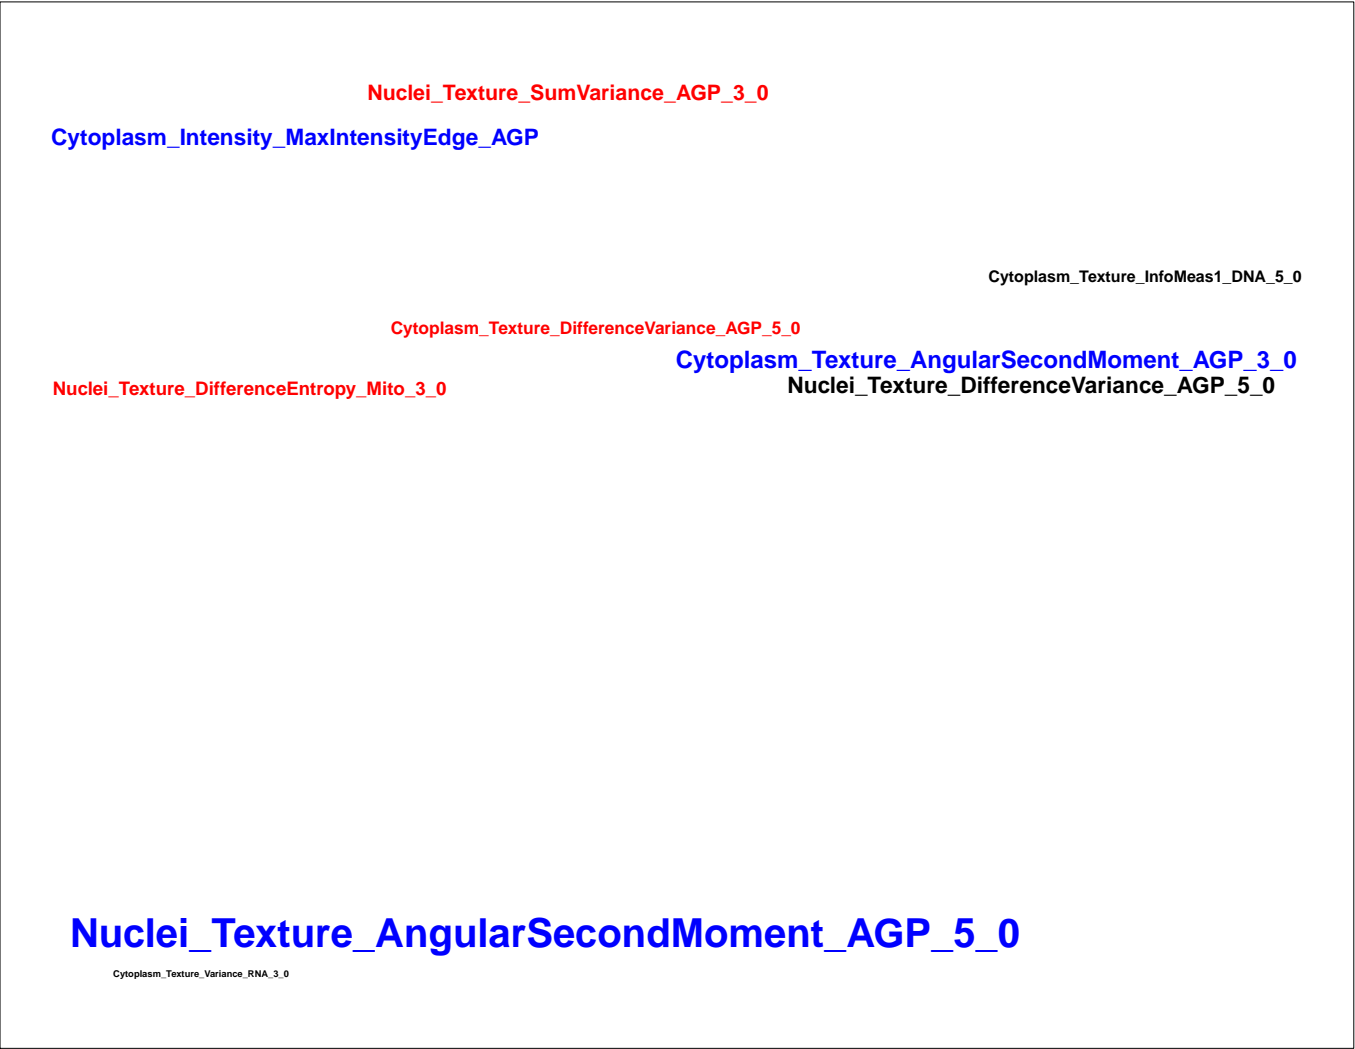 Nuclei_Texture_SumVariance_AGP_3_0
Cytoplasm_Intensity_MaxIntensityEdge_AGP
Cytoplasm_Texture_InfoMeas1_DNA_5_0
Cytoplasm_Texture_DifferenceVariance_AGP_5_0
Cytoplasm_Texture_AngularSecondMoment_AGP_3_0
Nuclei_Texture_DifferenceVariance_AGP_5_0
Nuclei_Texture_DifferenceEntropy_Mito_3_0
Nuclei_Texture_AngularSecondMoment_AGP_5_0
Cytoplasm_Texture_Variance_RNA_3_0